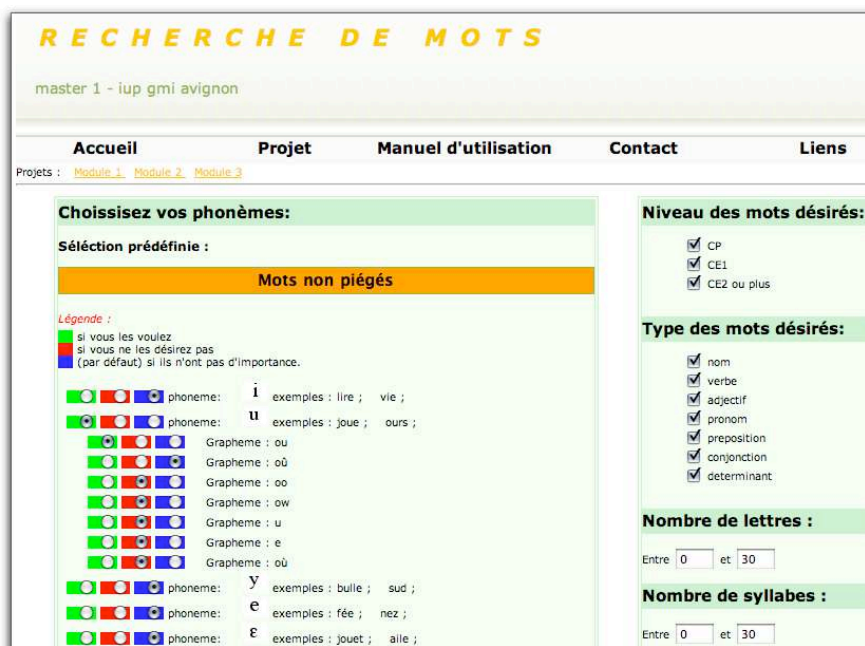 RECHERCHE DE MOTS
master 1 - iup gmi avignon
Accueil Projet Manuel d'utilisation Contact Liens
Projets : Module 1 Module 2 Module 3
Choissisez vos phonèmes:
Séléction prédéfinie :
Mots non piégés
Légende :
si vous les voulez
si vous ne les désirez pas
(par défaut) si ils n'ont pas d'importance.
phoneme: i exemples : lire ; vie ;
phoneme: u exemples : joue ; ours ;
Grapheme : ou
Grapheme : oû
Grapheme : oo
Grapheme : ow
Grapheme : u
Grapheme : e
Grapheme : où
phoneme: y exemples : bulle ; sud ;
phoneme: e exemples : fée ; nez ;
phoneme: ε exemples : jouet ; aile ;
Niveau des mots désirés:
CP
CE1
CE2 ou plus
Type des mots désirés:
nom
verbe
adjectif
pronom
preposition
conjonction
determinant
Nombre de lettres :
Entre 0 et 30
Nombre de syllabes :
Entre 0 et 30